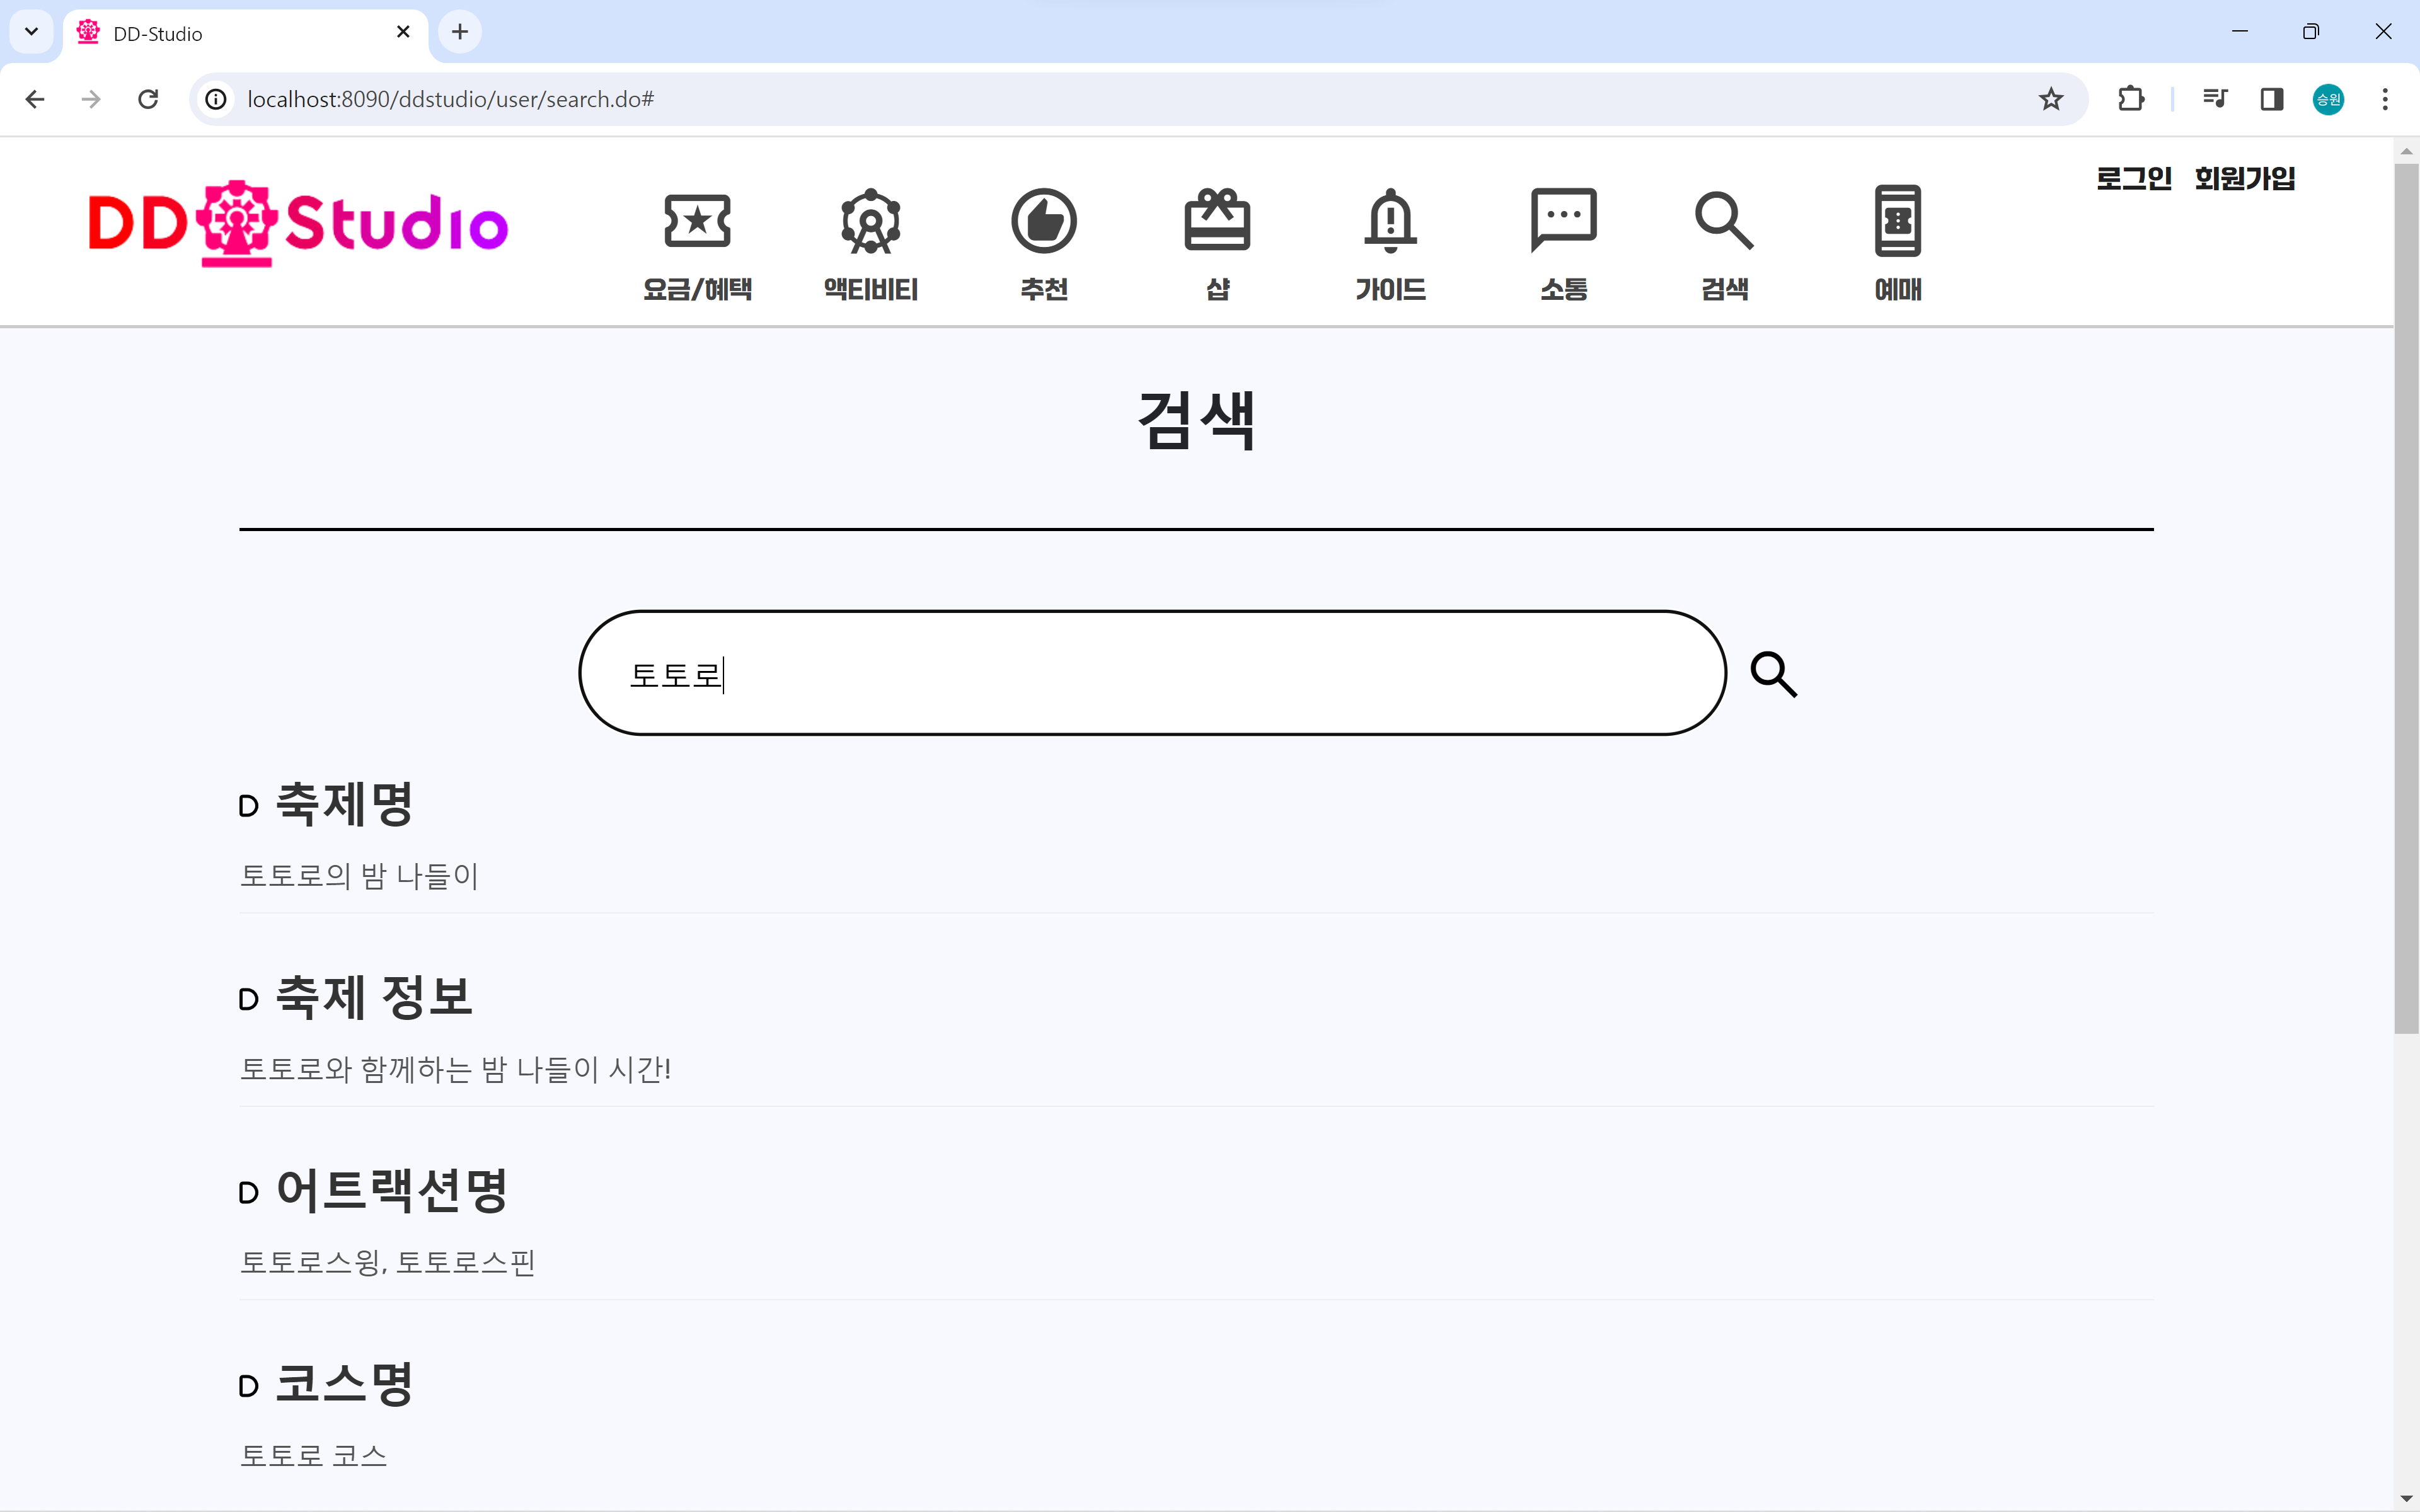 DD-Studio
localhost:8090/ddstudio/user/search.do#
승원
DD Studio
로그인 회원가입
요금/혜택 액티비티 추천 샵 가이드 소통 검색 예매
검색
토토로
D 축제명
토토로의 밤 나들이
D 축제 정보
토토로와 함께하는 밤 나들이 시간!
D 어트랙션명
토토로스윙, 토토로스핀
D 코스명
토토로 코스